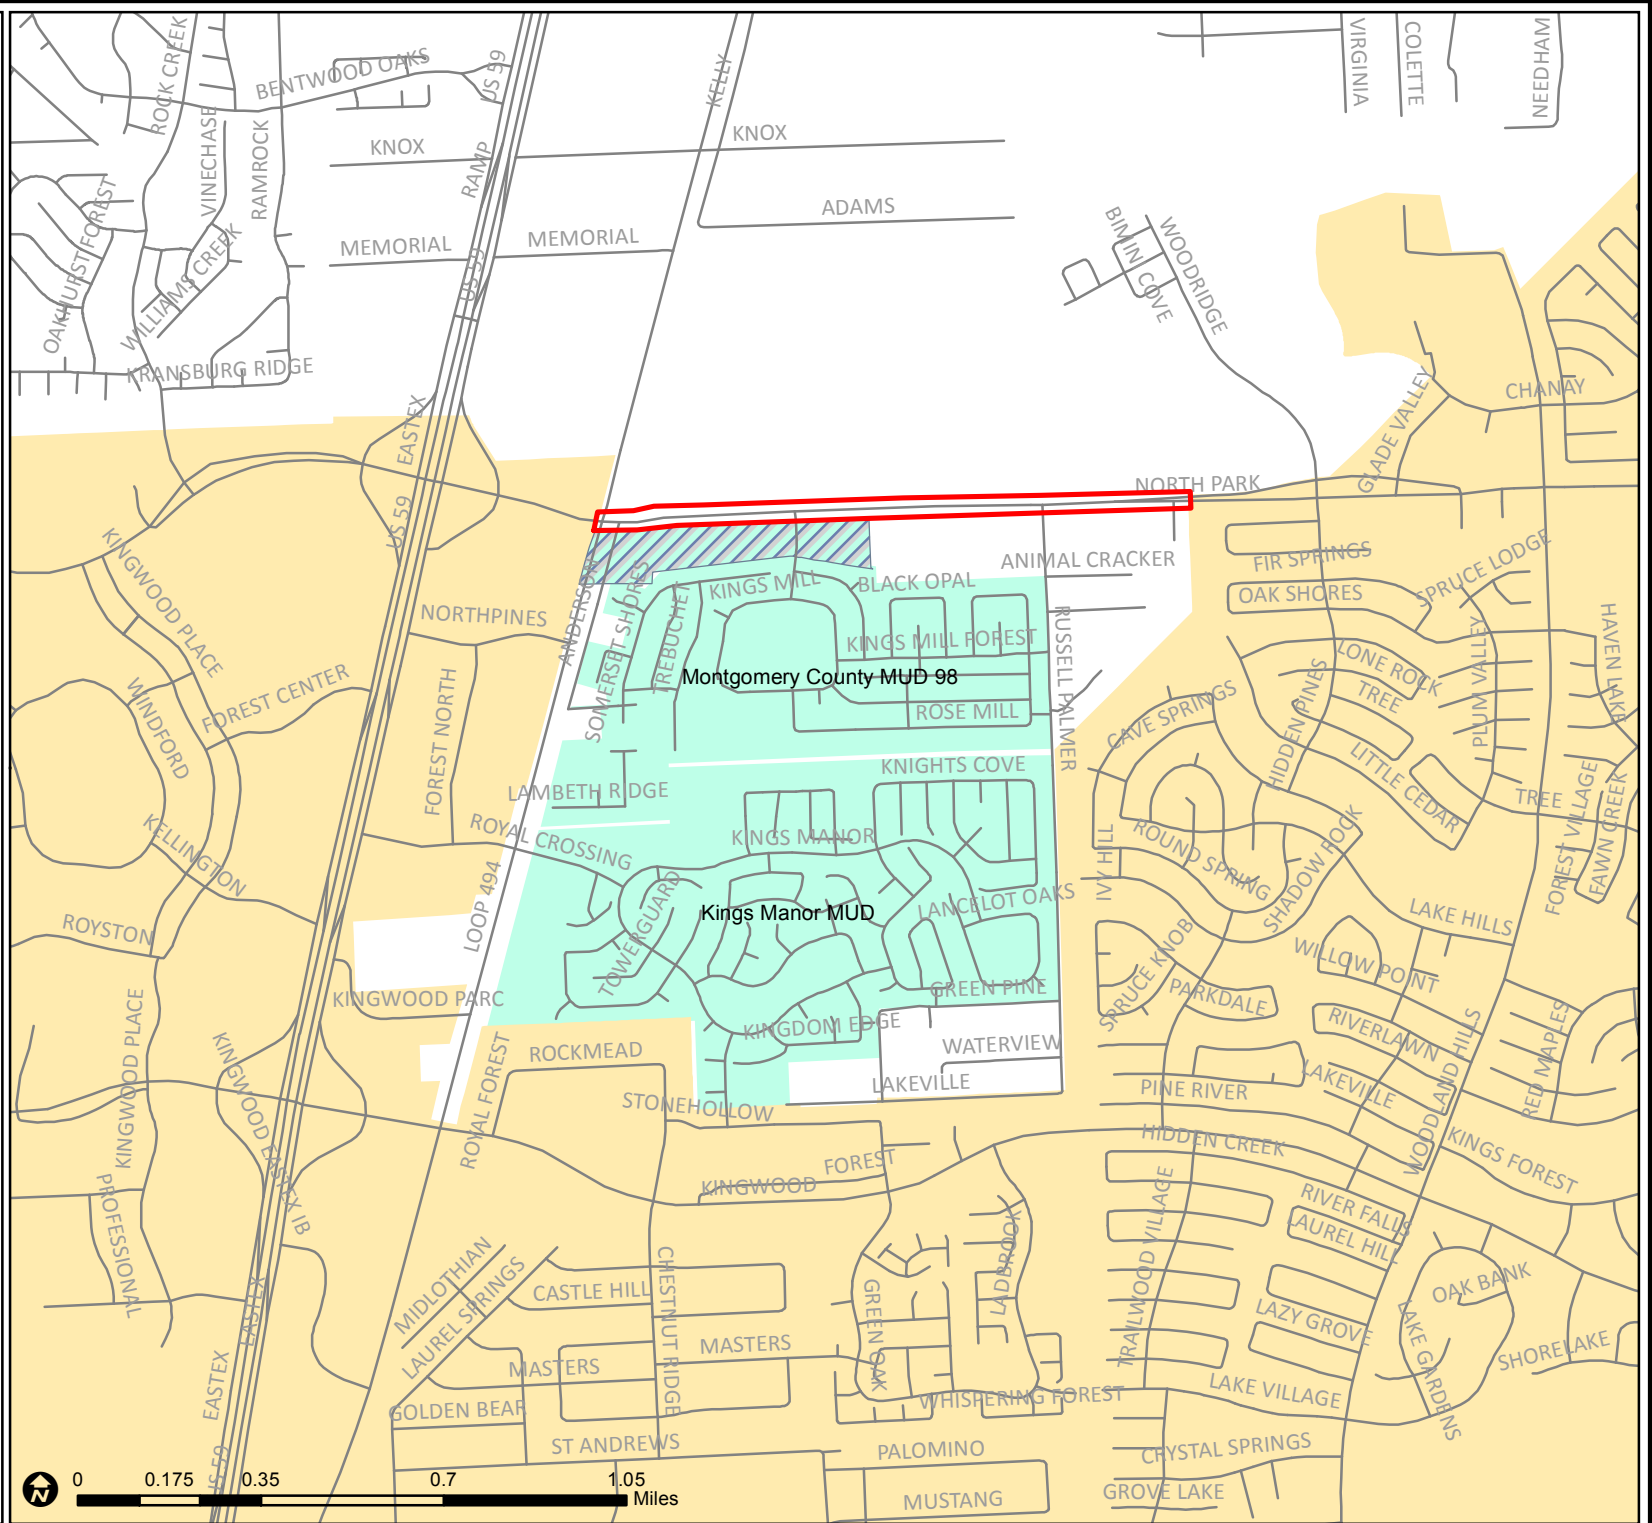 ROCK CREEK
BENTWOOD OAKS
US 59
KELLY
VIRGINIA
COLETTE
NEEDHAM
VINECHASE
RAMROCK
KNOX
KNOX
RAMP
OAKHURST FOREST
ADAMS
MEMORIAL
MEMORIAL
BIMIN COVE
WOODRIDGE
WILLIAMS CREEK
US 59
KRANSBURG RIDGE
GLADE VALLEY
CHANAY
EASTEX
US 59
NORTH PARK
KINGWOOD PLACE
ANDERSON
ANIMAL CRACKER
FIR SPRINGS
SPRUCE LODGE
NORTHPINES
SOMERSET SHORES
TREBUCHET
KINGS MILL
BLACK OPAL
OAK SHORES
KINGS MILL FOREST
RUSSELL PALMER
HAVEN LAKE
LONE ROCK
TREE
PLUM VALLEY
Montgomery County MUD 98
FOREST CENTER
WINDFORD
FOREST NORTH
ROSE MILL
CAVE SPRINGS
HIDDEN PINES
LITTLE CEDAR
KNIGHTS COVE
LAMBETH RIDGE
TREE
FOREST VILLAGE
FAWN CREEK
KELLINGTON
ROYAL CROSSING
KINGS MANOR
IVY HILL
ROUND SPRING
SHADOW ROCK
LOOP 494
TOWERGUARD
Kings Manor MUD
LANCELOT OAKS
LAKE HILLS
ROYSTON
SPRUCE KNOB
WILLOW POINT
KINGWOOD PARC
GREEN PINE
PARKDALE
KINGWOOD PLACE
KINGDOM EDGE
RIVERLAWN
WOODLAND HILLS
RED MAPLES
KINGWOOD EASTEX IB
ROYAL FOREST
ROCKMEAD
WATERVIEW
LAKEVILLE
PINE RIVER
LAKEVILLE
STONEHOLLOW
HIDDEN CREEK
KINGS FOREST
PROFESSIONAL
FOREST
KINGWOOD
RIVER FALLS
LAUREL HILL
TRAILWOOD VILLAGE
LADBROOK
MIDLOTHIAN
LAUREL SPRINGS
CASTLE HILL
CHESTNUT RIDGE
GREEN OAK
OAK BANK
EASTEX
LAZY GROVE
LAKE GARDENS
MASTERS
MASTERS
SHORELAKE
EASTEX
GOLDEN BEAR
WHISPERING FOREST
LAKE VILLAGE
ST ANDREWS
PALOMINO
CRYSTAL SPRINGS
US 59
MUSTANG
GROVE LAKE
N
0 0.175 0.35 0.7 1.05
Miles